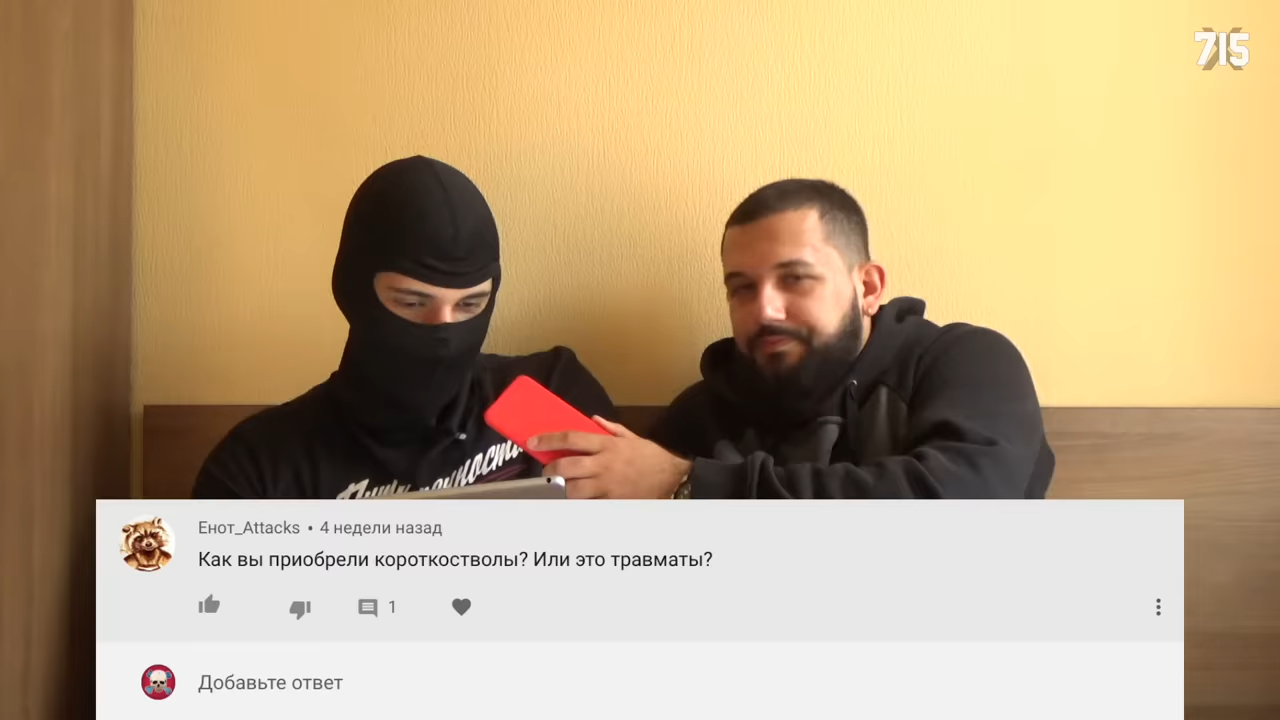 715
Енот_Attacks • 4 недели назад
Как вы приобрели короткостволы? Или это травматы?
1
Добавьте ответ